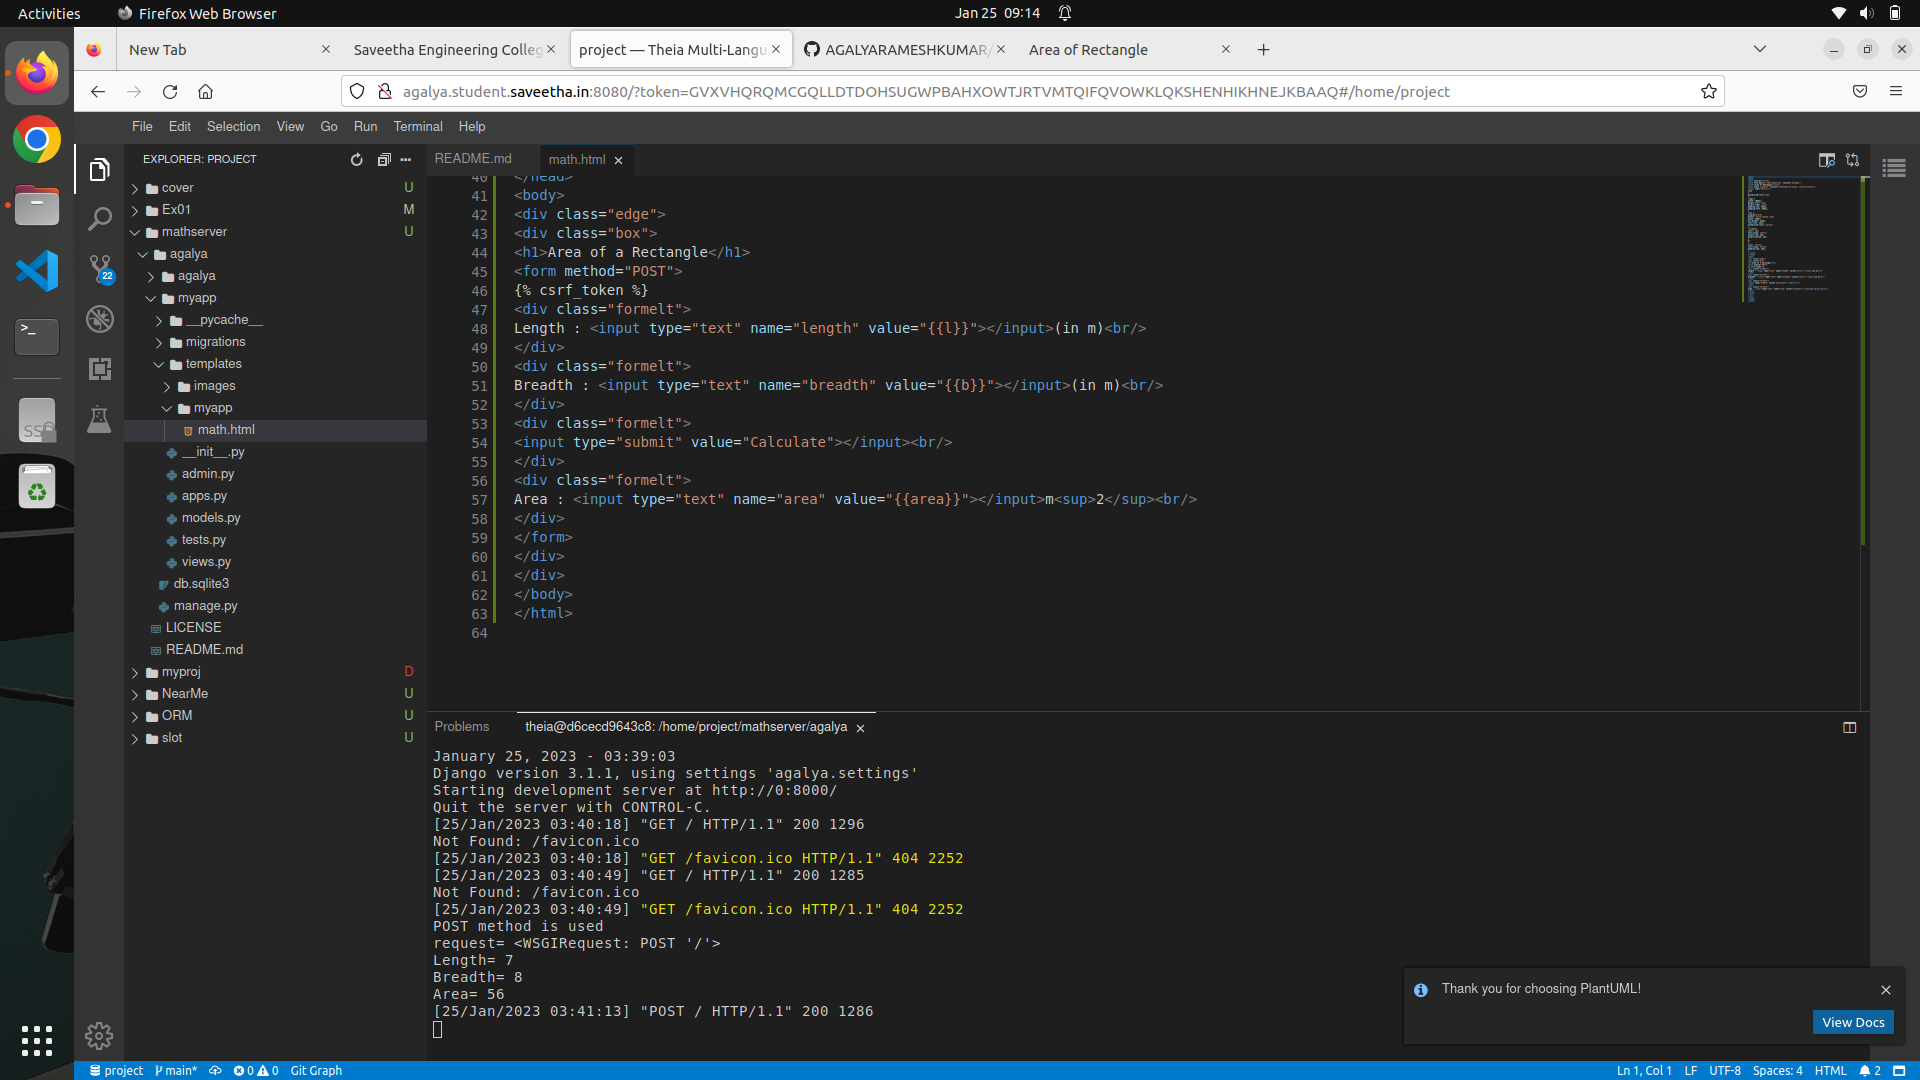 Activities
Firefox Web Browser
Jan 25 09:14
New Tab
Saveetha Engineering Colleg
project — Theia Multi-Langu
AGALYARAMESHKUMAR/
Area of Rectangle
agalya.student.saveetha.in:8080/?token=GVXVHQRQMCGQLLDTDOHSUGWPBAHXOWTJRTVMTQIFQVOWKLQKSHENHIKHNEJKBAAQ#/home/project
File Edit Selection View Go Run Terminal Help
EXPLORER: PROJECT
README.md
math.html
cover U
Ex01 M
mathserver U
agalya
agalya
myapp
__pycache__
migrations
templates
images
myapp
math.html
__init__.py
admin.py
apps.py
models.py
tests.py
views.py
db.sqlite3
manage.py
LICENSE
README.md
myproj D
NearMe U
ORM U
slot U
22
40 </head>
41 <body>
42 <div class="edge">
43 <div class="box">
44 <h1>Area of a Rectangle</h1>
45 <form method="POST">
46 {% csrf_token %}
47 <div class="formelt">
48 Length : <input type="text" name="length" value="{{l}}"></input>(in m)<br/>
49 </div>
50 <div class="formelt">
51 Breadth : <input type="text" name="breadth" value="{{b}}"></input>(in m)<br/>
52 </div>
53 <div class="formelt">
54 <input type="submit" value="Calculate"></input><br/>
55 </div>
56 <div class="formelt">
57 Area : <input type="text" name="area" value="{{area}}"></input>m<sup>2</sup><br/>
58 </div>
59 </form>
60 </div>
61 </div>
62 </body>
63 </html>
64
Problems
theia@d6cecd9643c8: /home/project/mathserver/agalya
January 25, 2023 - 03:39:03
Django version 3.1.1, using settings 'agalya.settings'
Starting development server at http://0:8000/
Quit the server with CONTROL-C.
[25/Jan/2023 03:40:18] "GET / HTTP/1.1" 200 1296
Not Found: /favicon.ico
[25/Jan/2023 03:40:18] "GET /favicon.ico HTTP/1.1" 404 2252
[25/Jan/2023 03:40:49] "GET / HTTP/1.1" 200 1285
Not Found: /favicon.ico
[25/Jan/2023 03:40:49] "GET /favicon.ico HTTP/1.1" 404 2252
POST method is used
request= <WSGIRequest: POST '/'>
Length= 7
Breadth= 8
Area= 56
[25/Jan/2023 03:41:13] "POST / HTTP/1.1" 200 1286
Thank you for choosing PlantUML!
View Docs
project main* 0 0 Git Graph
Ln 1, Col 1 LF UTF-8 Spaces: 4 HTML 2